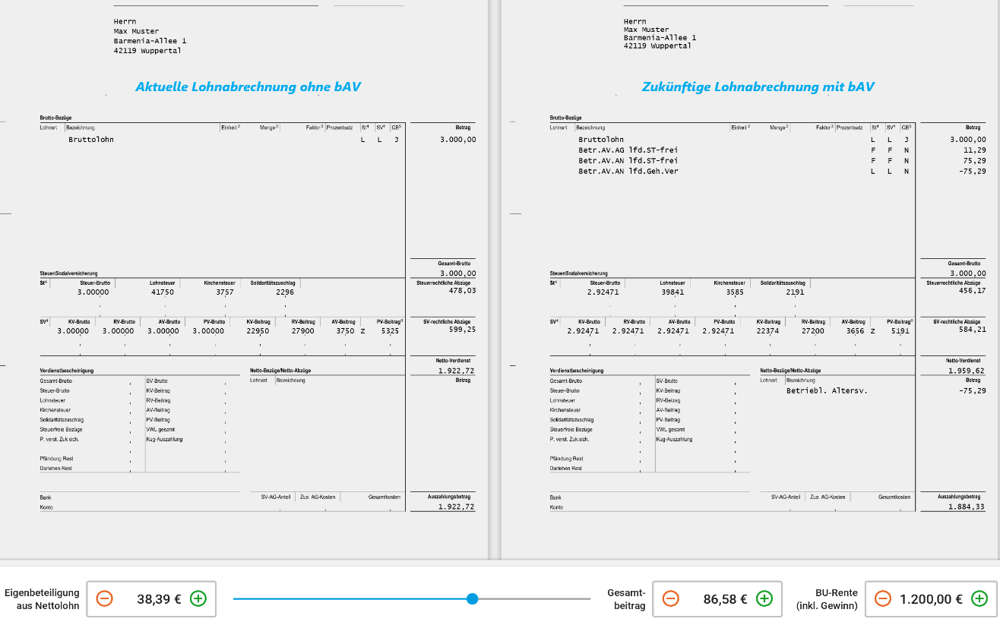 Herrn
Max Muster
Barmenia-Allee 1
42119 Wuppertal
Aktuelle Lohnabrechnung ohne bAV
Brutto-Bezüge
Lohnart Bezeichnung Einheit² Menge³ Faktor³ Prozentsatz St⁴ SV⁴ GB⁵ Betrag
Bruttolohn L L J 3.000,00
Gesamt-Brutto
Steuer/Sozialversicherung 3.000,00
St⁴ Steuer-Brutto Lohnsteuer Kirchensteuer Solidaritätszuschlag Steuerrechtliche Abzüge
3.00000 41750 3757 2296 478,03
SV⁴ KV-Brutto RV-Brutto AV-Brutto PV-Brutto KV-Beitrag RV-Beitrag AV-Beitrag PV-Beitrag⁶ SV-rechtliche Abzüge
3.00000 3.00000 3.00000 3.00000 22950 27900 3750 Z 5325 599,25
Netto-Verdienst
Verdienstbescheinigung Netto-Bezüge/Netto-Abzüge 1.922,72
Gesamt-Brutto SV-Brutto Lohnart Bezeichnung Betrag
Steuer-Brutto KV-Beitrag
Lohnsteuer RV-Beitrag
Kirchensteuer AV-Beitrag
Solidaritätszuschlag PV-Beitrag
Steuerfreie Bezüge VWL gesamt
P. verst. Zuk.sich. Kug-Auszahlung
Pfändung Rest
Darlehen Rest
Bank SV-AG-Anteil Zus. AG-Kosten Gesamtkosten Auszahlungsbetrag
Konto 1.922,72
Herrn
Max Muster
Barmenia-Allee 1
42119 Wuppertal
Zukünftige Lohnabrechnung mit bAV
Brutto-Bezüge
Lohnart Bezeichnung Einheit² Menge³ Faktor³ Prozentsatz St⁴ SV⁴ GB⁵ Betrag
Bruttolohn L L J 3.000,00
Betr.AV.AG lfd.ST-frei F F N 11,29
Betr.AV.AN lfd.ST-frei F F N 75,29
Betr.AV.AN lfd.Geh.Ver L L N -75,29
Gesamt-Brutto
Steuer/Sozialversicherung 3.000,00
St⁴ Steuer-Brutto Lohnsteuer Kirchensteuer Solidaritätszuschlag Steuerrechtliche Abzüge
2.92471 39841 3585 2191 456,17
SV⁴ KV-Brutto RV-Brutto AV-Brutto PV-Brutto KV-Beitrag RV-Beitrag AV-Beitrag PV-Beitrag⁶ SV-rechtliche Abzüge
2.92471 2.92471 2.92471 2.92471 22374 27200 3656 Z 5191 584,21
Netto-Verdienst
Verdienstbescheinigung Netto-Bezüge/Netto-Abzüge 1.959,62
Gesamt-Brutto SV-Brutto Lohnart Bezeichnung Betrag
Steuer-Brutto KV-Beitrag Betriebl. Altersv. -75,29
Lohnsteuer RV-Beitrag
Kirchensteuer AV-Beitrag
Solidaritätszuschlag PV-Beitrag
Steuerfreie Bezüge VWL gesamt
P. verst. Zuk.sich. Kug-Auszahlung
Pfändung Rest
Darlehen Rest
Bank SV-AG-Anteil Zus. AG-Kosten Gesamtkosten Auszahlungsbetrag
Konto 1.884,33
Eigenbeteiligung
aus Nettolohn
38,39 €
Gesamt-
beitrag
86,58 €
BU-Rente
(inkl. Gewinn)
1.200,00 €